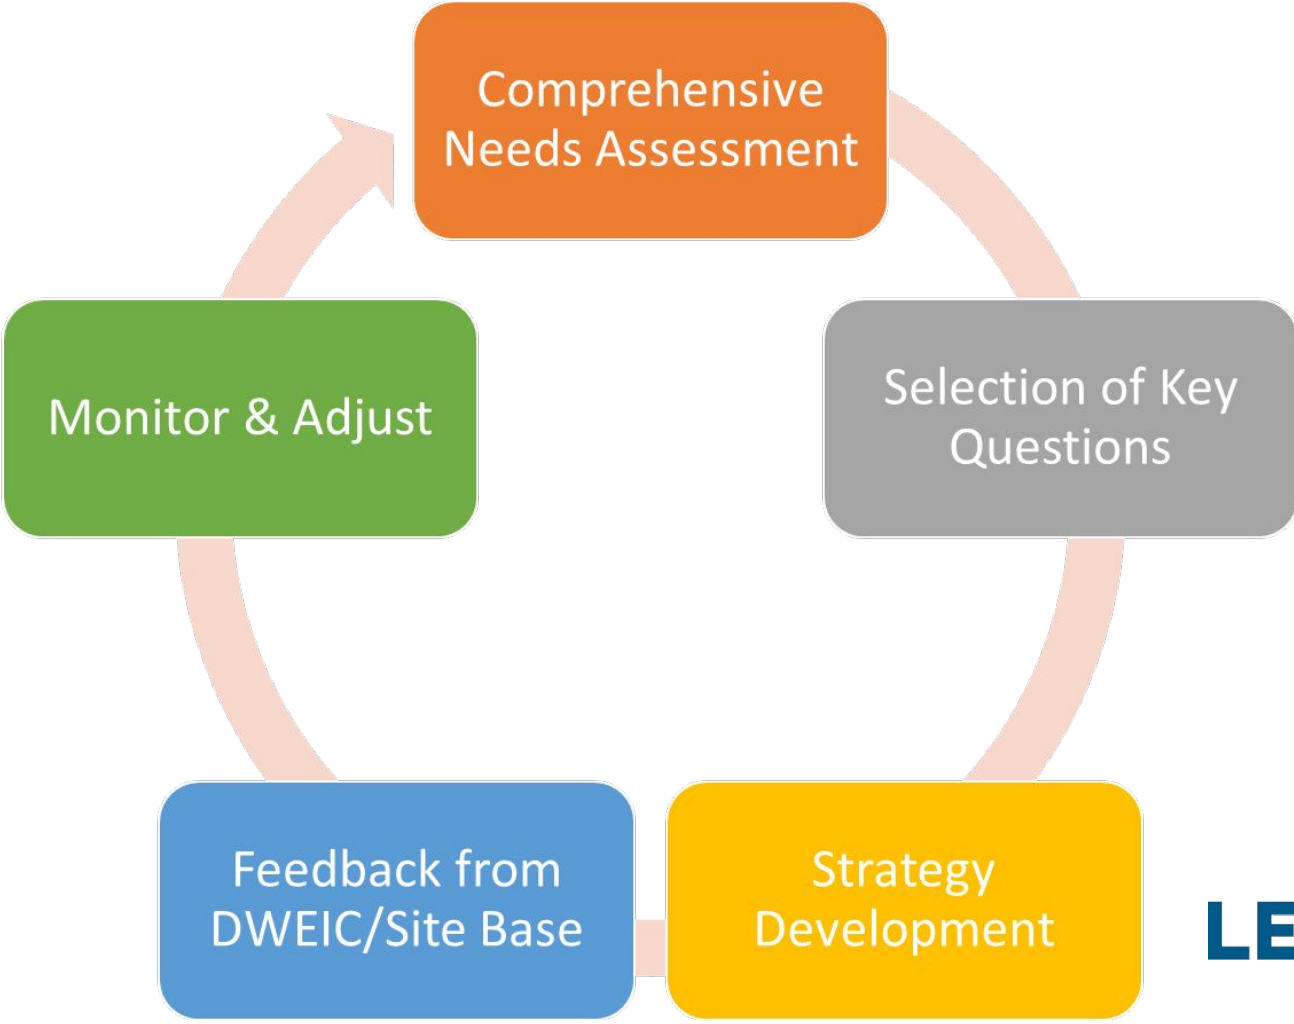 Comprehensive
Needs Assessment
Selection of Key
Questions
Monitor & Adjust
Feedback from
DWEIC/Site Base
Strategy
Development
LE